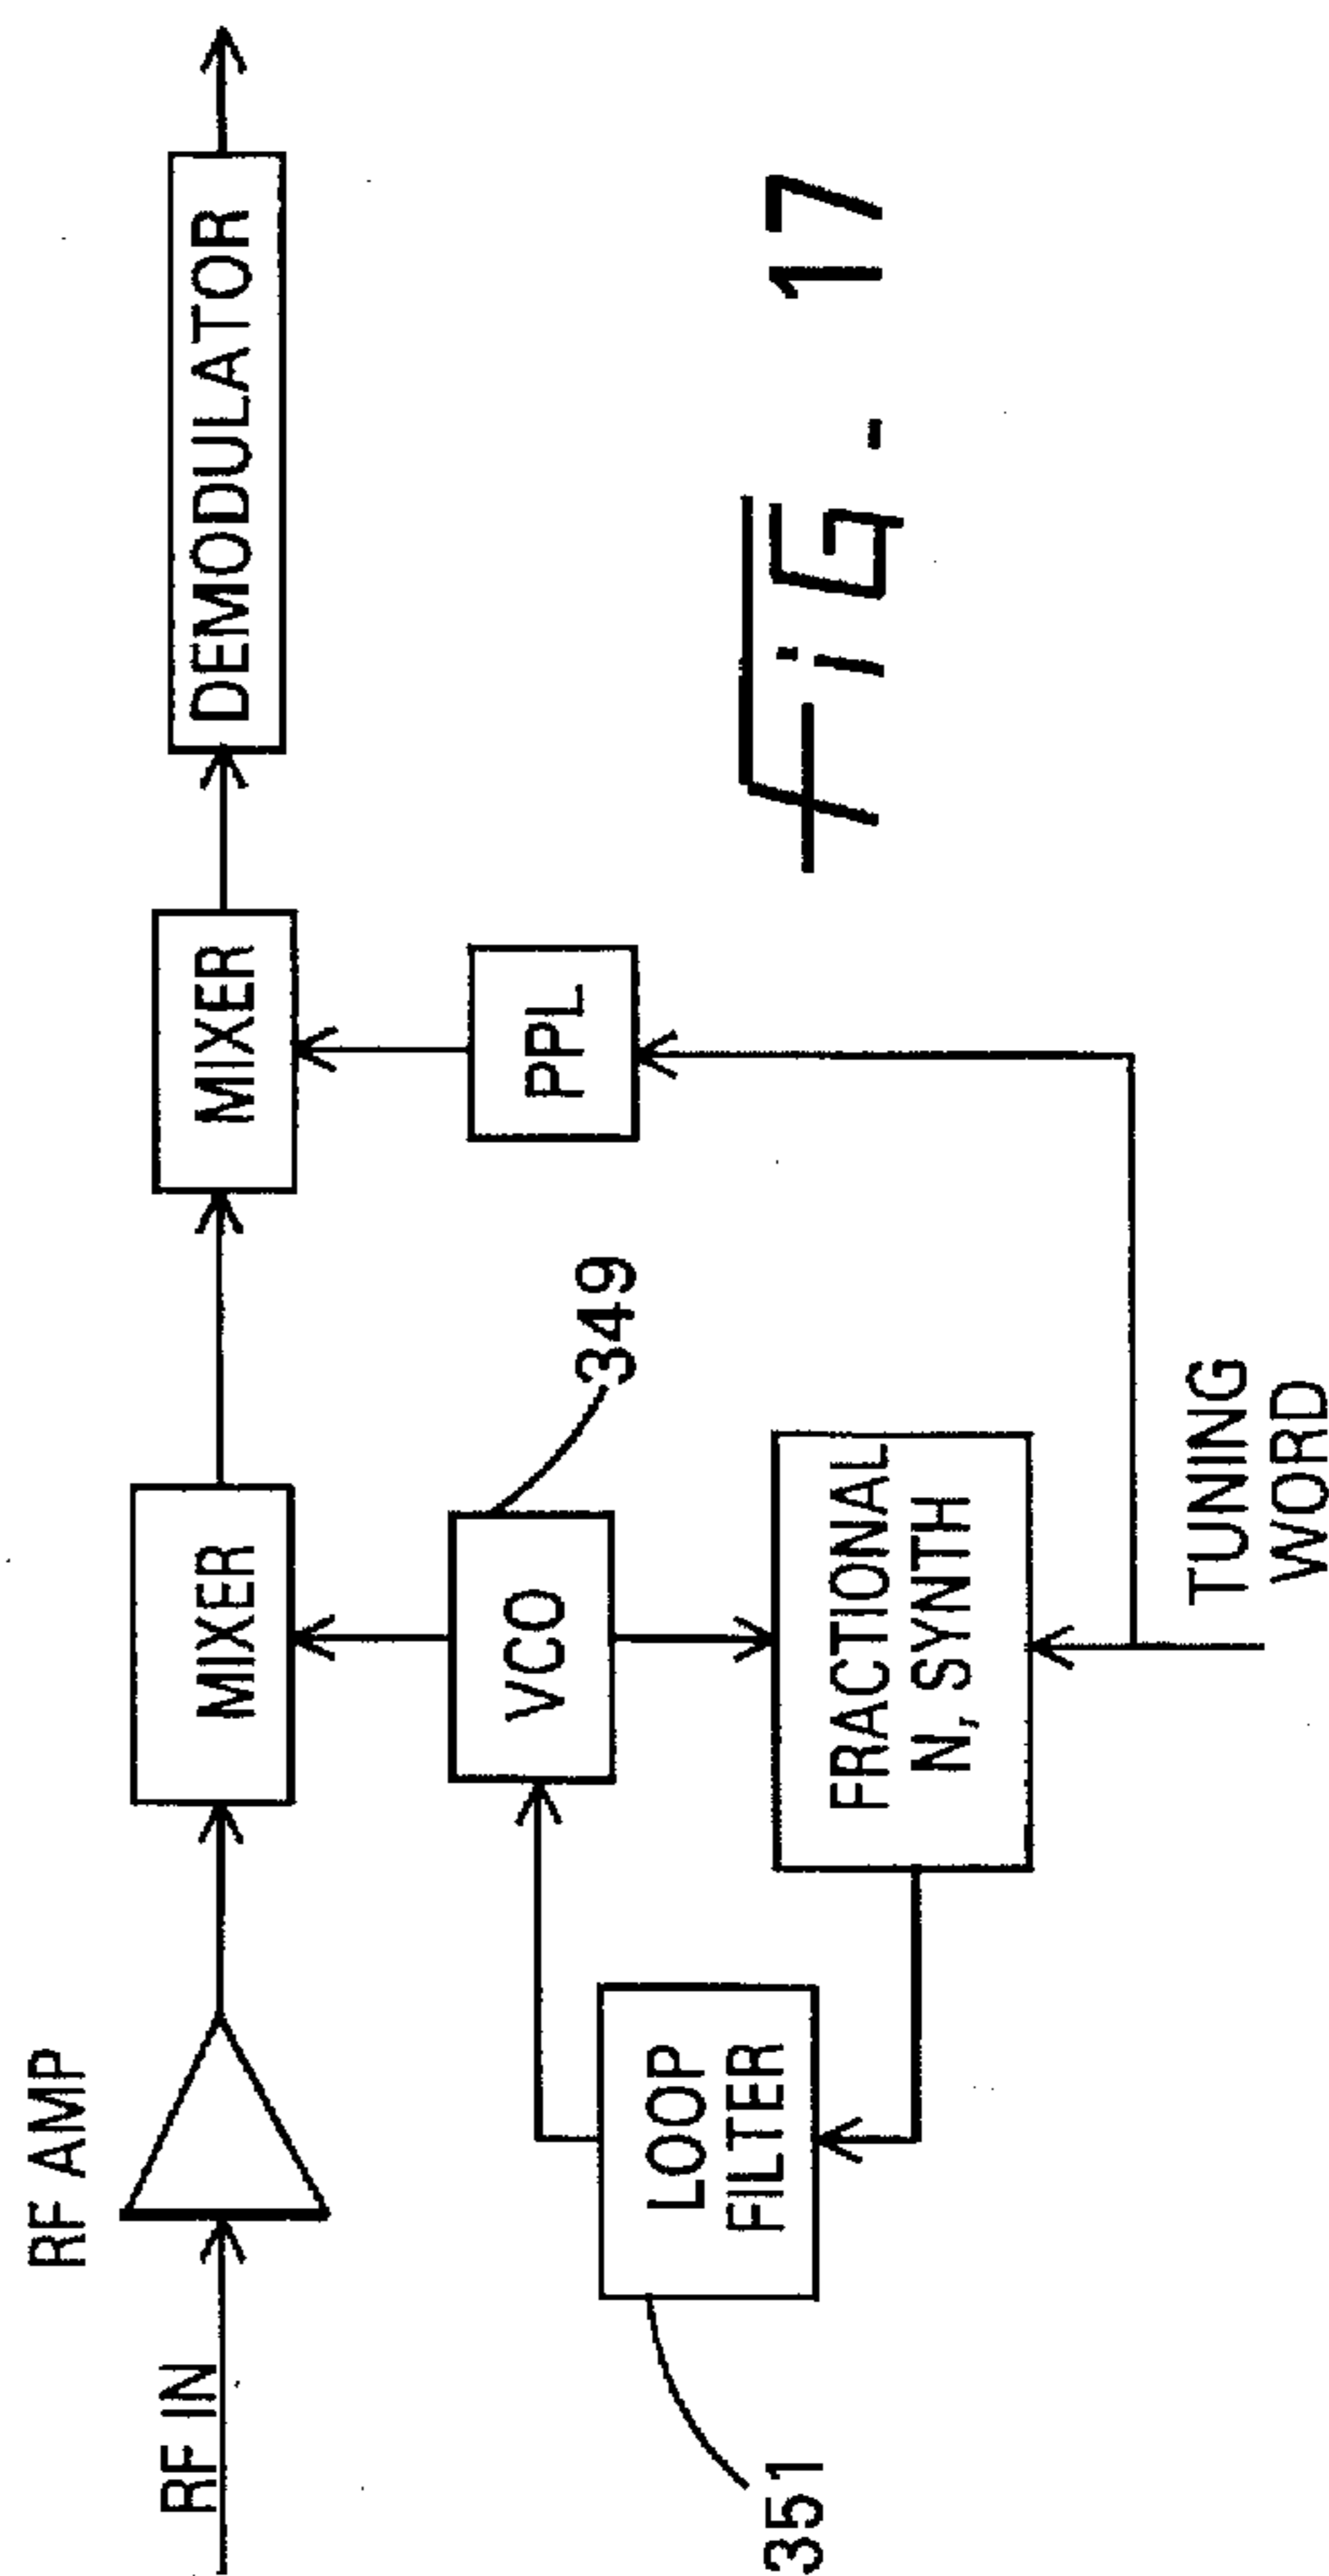 RF AMP
RF IN
MIXER
MIXER
DEMODULATOR
VCO
349
PPL
LOOP
FILTER
351
FRACTIONAL
N, SYNTH
TUNING
WORD
FIG. 17